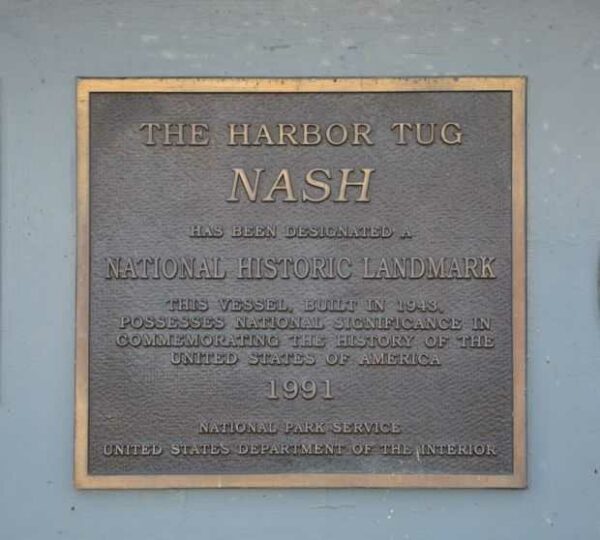 THE HARBOR TUG
NASH
HAS BEEN DESIGNATED A
NATIONAL HISTORIC LANDMARK
THIS VESSEL, BUILT IN 1943,
POSSESSES NATIONAL SIGNIFICANCE IN
COMMEMORATING THE HISTORY OF THE
UNITED STATES OF AMERICA
1991
NATIONAL PARK SERVICE
UNITED STATES DEPARTMENT OF THE INTERIOR